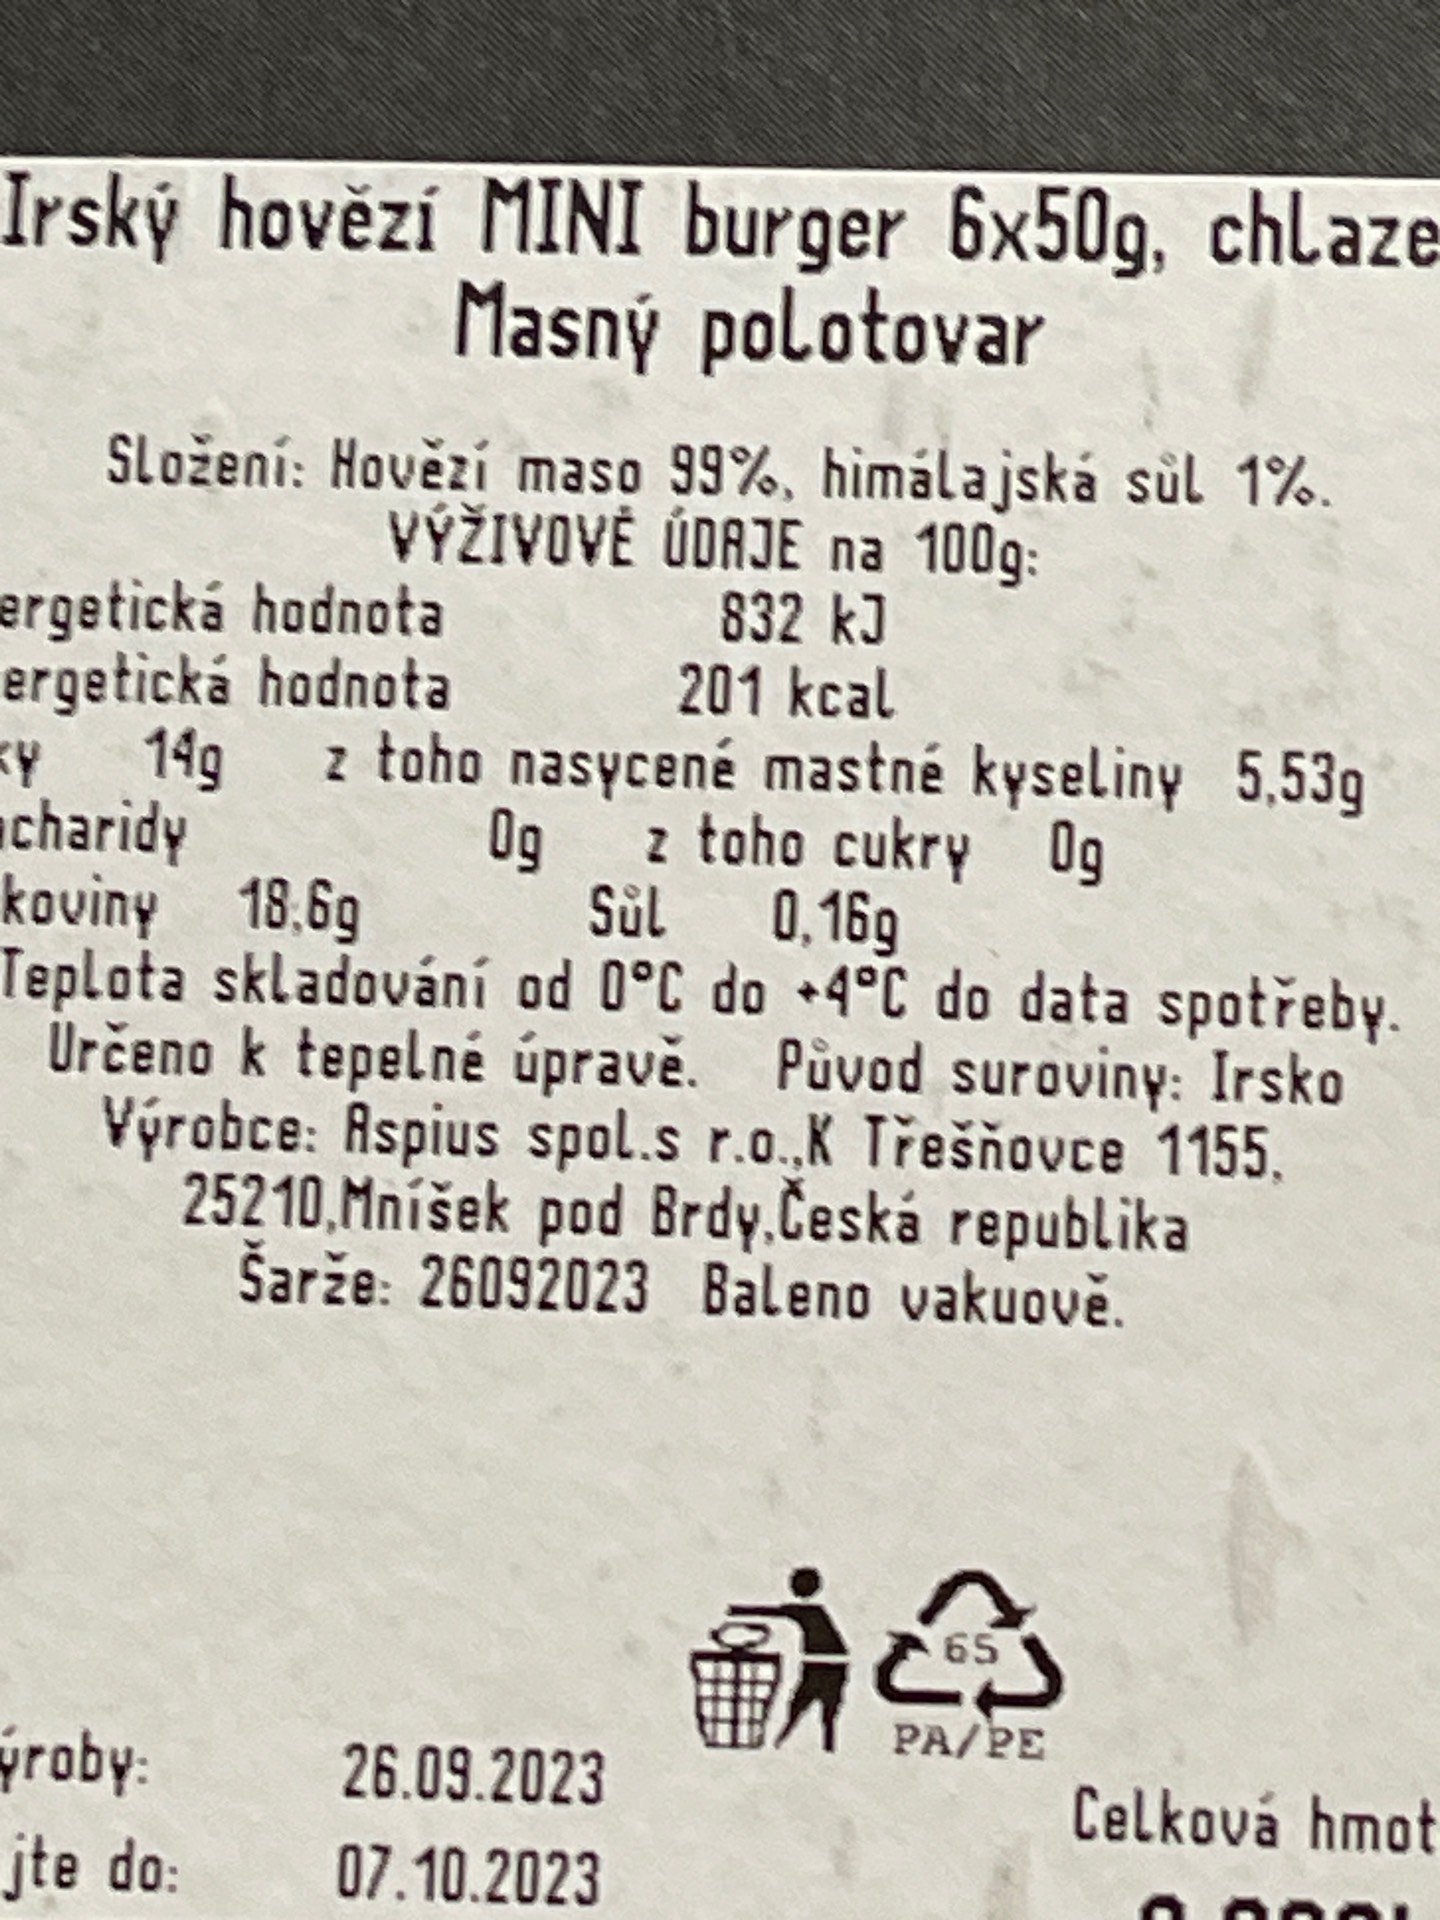 Irský hovězí MINI burger 6x50g, chlaze
Masný polotovar
Složení: Hovězí maso 99%, himálajská sůl 1%.
VÝŽIVOVÉ ÚDAJE na 100g:
ergetická hodnota 832 kJ
ergetická hodnota 201 kcal
ky 14g z toho nasycené mastné kyseliny 5,53g
charidy 0g z toho cukry 0g
koviny 18,6g Sůl 0,16g
Teplota skladování od 0°C do +4°C do data spotřeby.
Určeno k tepelné úpravě. Původ suroviny: Irsko
Výrobce: Aspius spol.s r.o.,K Třešňovce 1155,
25210,Mníšek pod Brdy,Česká republika
Šarže: 26092023 Baleno vakuově.
65
PA/PE
ýroby: 26.09.2023
Celková hmot
jte do: 07.10.2023